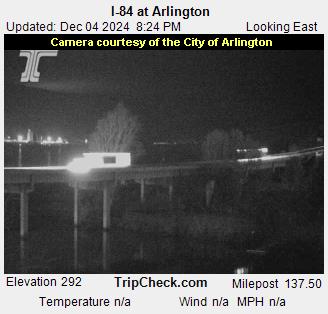 I-84 at Arlington
Updated: Dec 04 2024 8:24 PM Looking East
Camera courtesy of the City of Arlington
Elevation 292 TripCheck.com Milepost 137.50
Temperature n/a Wind n/a MPH n/a